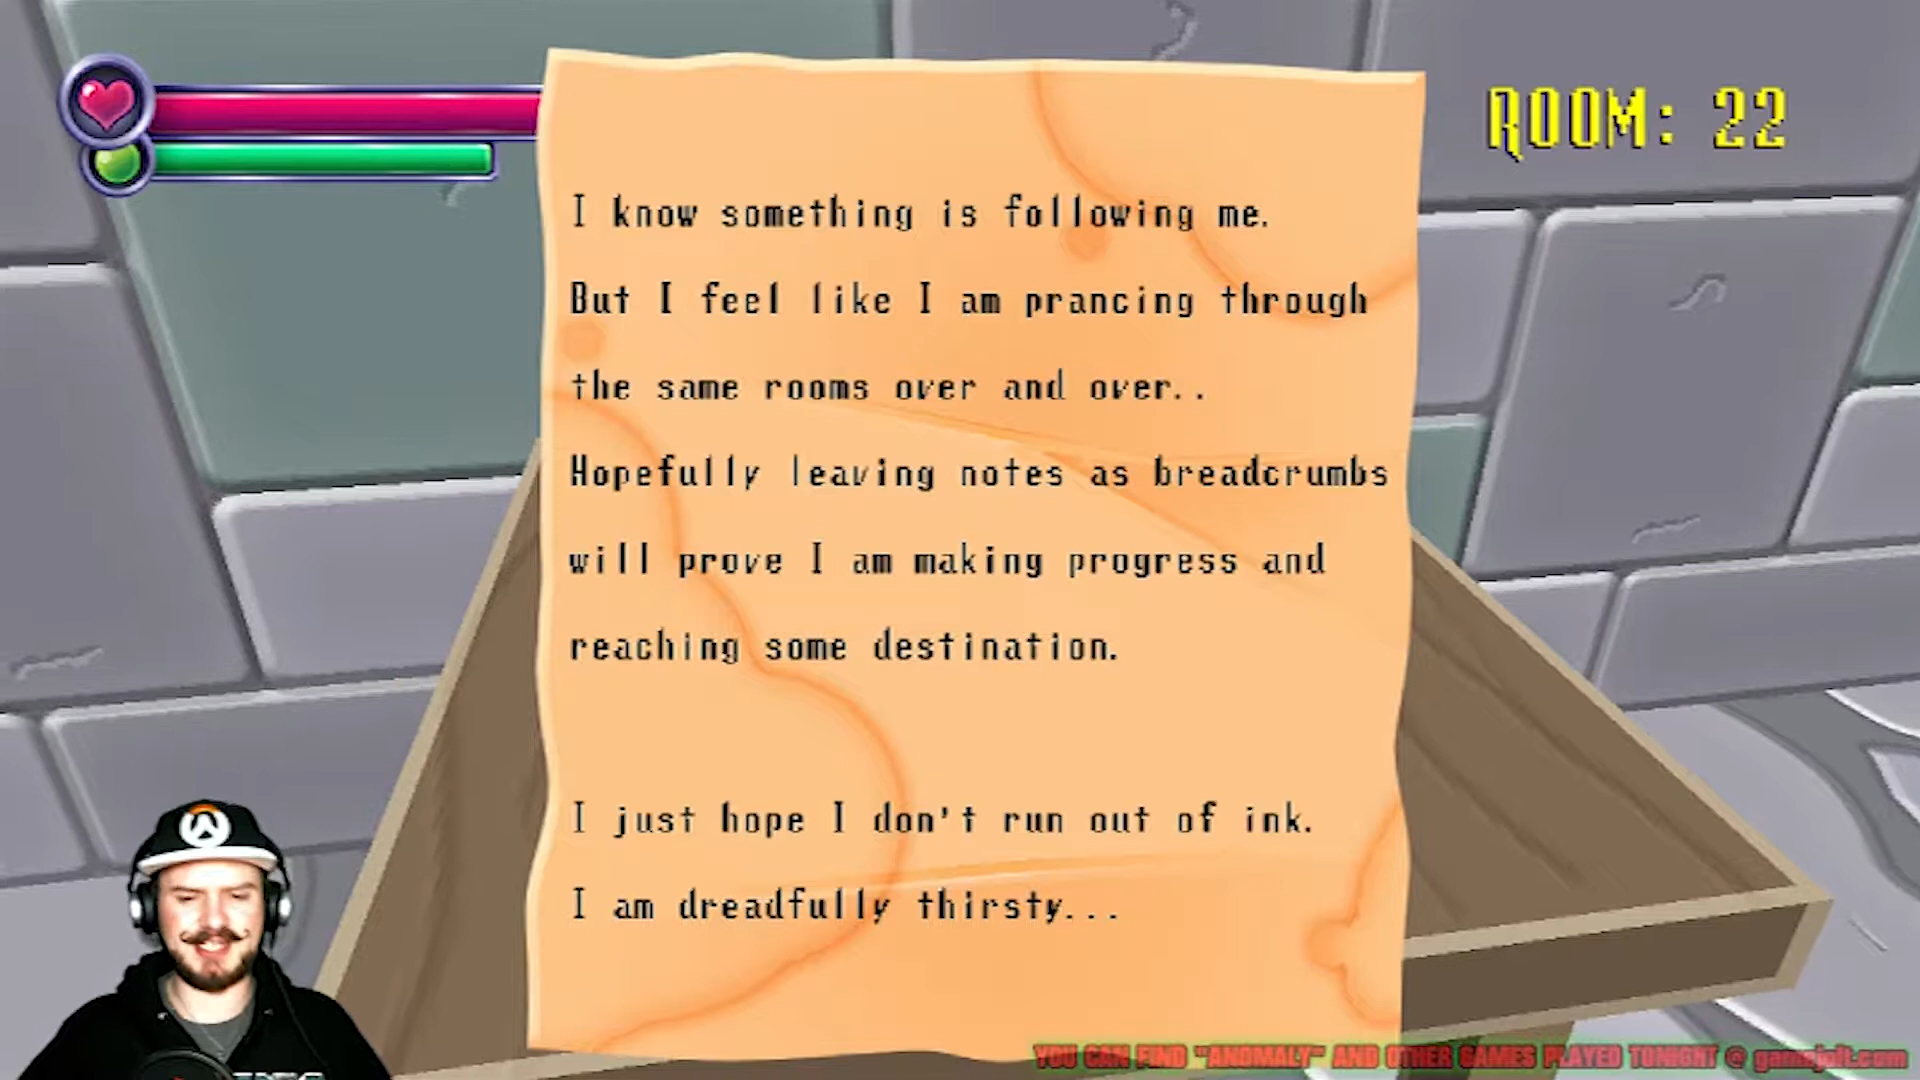 ROOM: 22
I know something is following me.
But I feel like I am prancing through
the same rooms over and over..
Hopefully leaving notes as breadcrumbs
will prove I am making progress and
reaching some destination.
I just hope I don't run out of ink.
I am dreadfully thirsty...
YOU CAN FIND "ANOMALY" AND OTHER GAMES PLAYED TONIGHT @ gamejolt.com